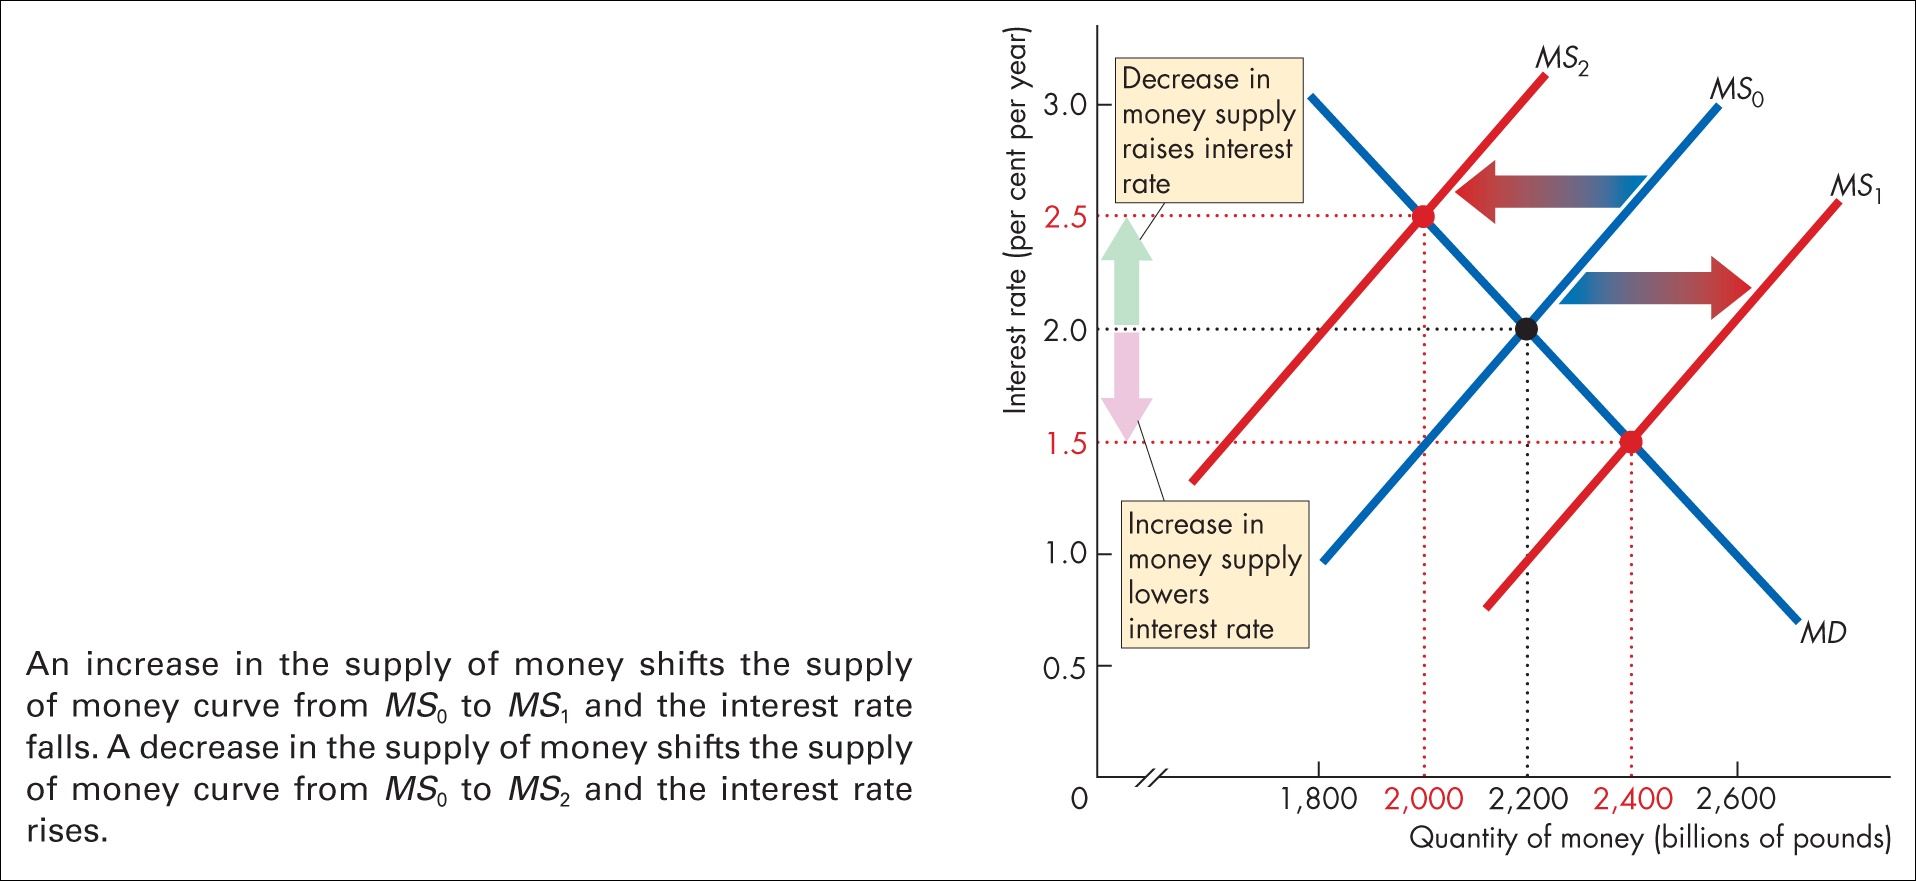 An increase in the supply of money shifts the supply
of money curve from MS₀ to MS₁ and the interest rate
falls. A decrease in the supply of money shifts the supply
of money curve from MS₀ to MS₂ and the interest rate
rises.
Interest rate (per cent per year)
3.0
2.5
2.0
1.5
1.0
0.5
0
Decrease in
money supply
raises interest
rate
Increase in
money supply
lowers
interest rate
MS₂
MS₀
MS₁
MD
1,800
2,000
2,200
2,400
2,600
Quantity of money (billions of pounds)